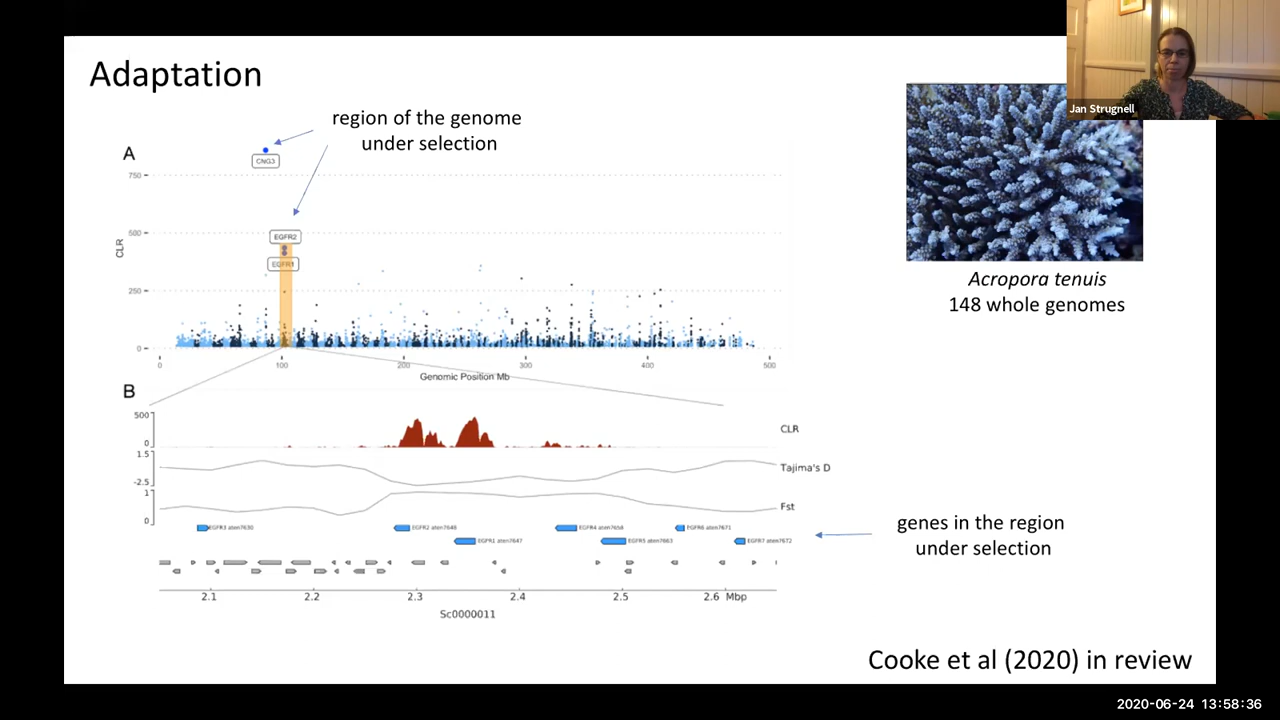 Adaptation
region of the genome
under selection
Jan Strugnell
A
CNG3
750
500
250
0
CLR
EGFR2
EGFR1
0
100
200
300
400
500
Genomic Position Mb
Acropora tenuis
148 whole genomes
B
500
0
CLR
1.5
-2.5
Tajima's D
1
0
Fst
EGFR3 aten7630
EGFR2 aten7648
EGFR4 aten7658
EGFR6 aten7671
EGFR1 aten7647
EGFR5 aten7663
EGFR7 aten7672
genes in the region
under selection
2.1
2.2
2.3
2.4
2.5
2.6 Mbp
Sc0000011
Cooke et al (2020) in review
2020-06-24 13:58:36